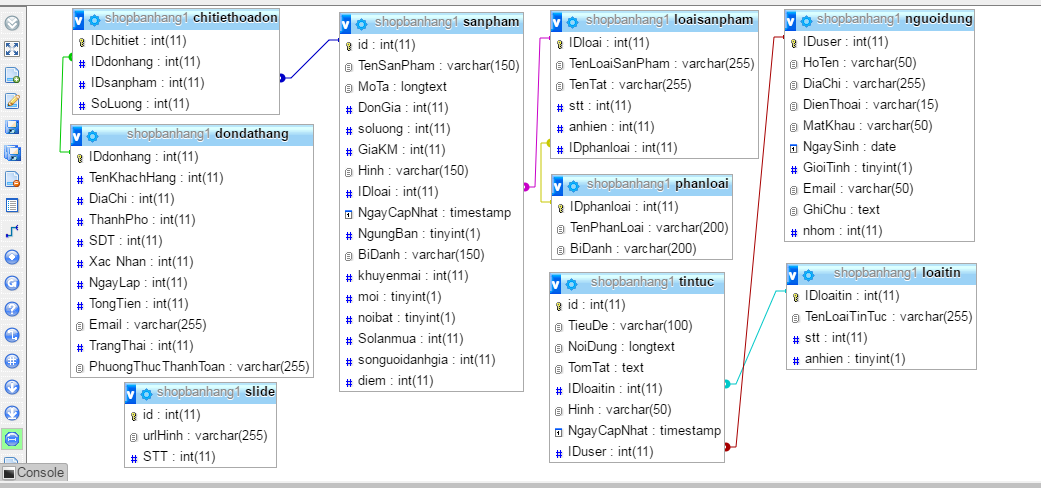 shopbanhang1 chitiethoadon
IDchitiet : int(11)
IDdonhang : int(11)
IDsanpham : int(11)
SoLuong : int(11)
shopbanhang1 dondathang
IDdonhang : int(11)
TenKhachHang : int(11)
DiaChi : int(11)
ThanhPho : int(11)
SDT : int(11)
Xac Nhan : int(11)
NgayLap : int(11)
TongTien : int(11)
Email : varchar(255)
TrangThai : int(11)
PhuongThucThanhToan : varchar(255)
shopbanhang1 slide
id : int(11)
urlHinh : varchar(255)
STT : int(11)
shopbanhang1 sanpham
id : int(11)
TenSanPham : varchar(150)
MoTa : longtext
DonGia : int(11)
soluong : int(11)
GiaKM : int(11)
Hinh : varchar(150)
IDloai : int(11)
NgayCapNhat : timestamp
NgungBan : tinyint(1)
BiDanh : varchar(150)
khuyenmai : int(11)
moi : tinyint(1)
noibat : tinyint(1)
Solanmua : int(11)
songuoidanhgia : int(11)
diem : int(11)
shopbanhang1 loaisanpham
IDloai : int(11)
TenLoaiSanPham : varchar(255)
TenTat : varchar(255)
stt : int(11)
anhien : int(11)
IDphanloai : int(11)
shopbanhang1 phanloai
IDphanloai : int(11)
TenPhanLoai : varchar(200)
BiDanh : varchar(200)
shopbanhang1 tintuc
id : int(11)
TieuDe : varchar(100)
NoiDung : longtext
TomTat : text
IDloaitin : int(11)
Hinh : varchar(50)
NgayCapNhat : timestamp
IDuser : int(11)
shopbanhang1 nguoidung
IDuser : int(11)
HoTen : varchar(50)
DiaChi : varchar(255)
DienThoai : varchar(15)
MatKhau : varchar(50)
NgaySinh : date
GioiTinh : tinyint(1)
Email : varchar(50)
GhiChu : text
nhom : int(11)
shopbanhang1 loaitin
IDloaitin : int(11)
TenLoaiTinTuc : varchar(255)
stt : int(11)
anhien : tinyint(1)
Console